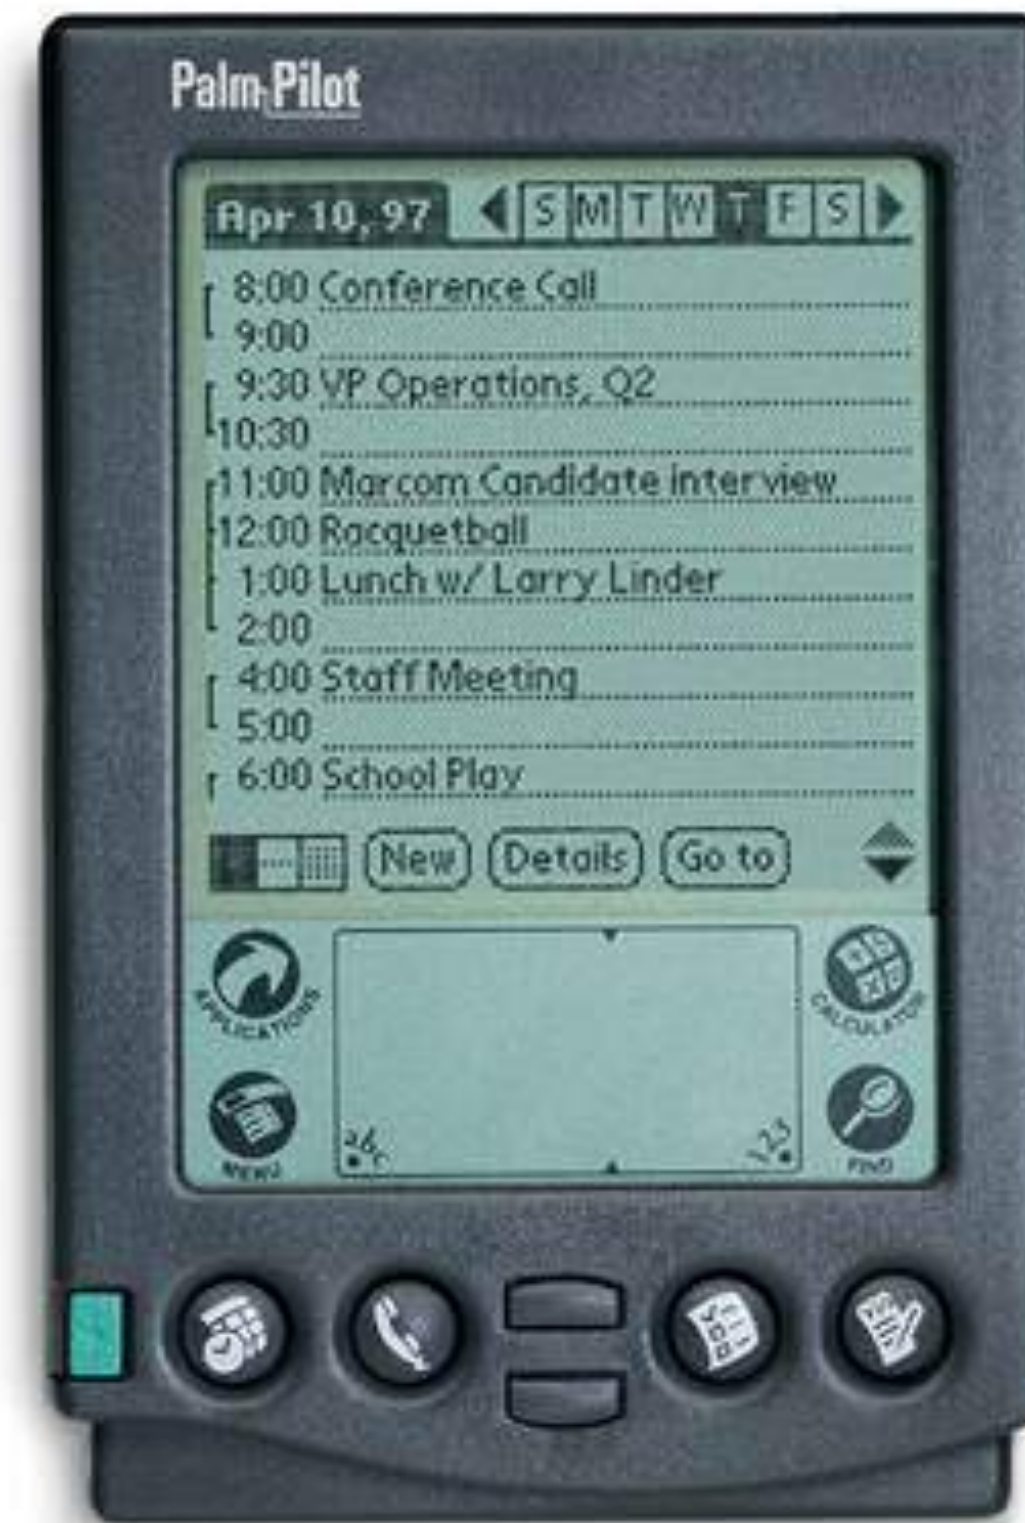 Palm Pilot
Apr 10, 97 S M T W T F S
8:00 Conference Call
9:00
9:30 VP Operations, Q2
10:30
11:00 Marcom Candidate interview
12:00 Racquetball
1:00 Lunch w/ Larry Linder
2:00
4:00 Staff Meeting
5:00
6:00 School Play
New Details Go to
APPLICATIONS CALCULATOR
abc 123
MENU FIND